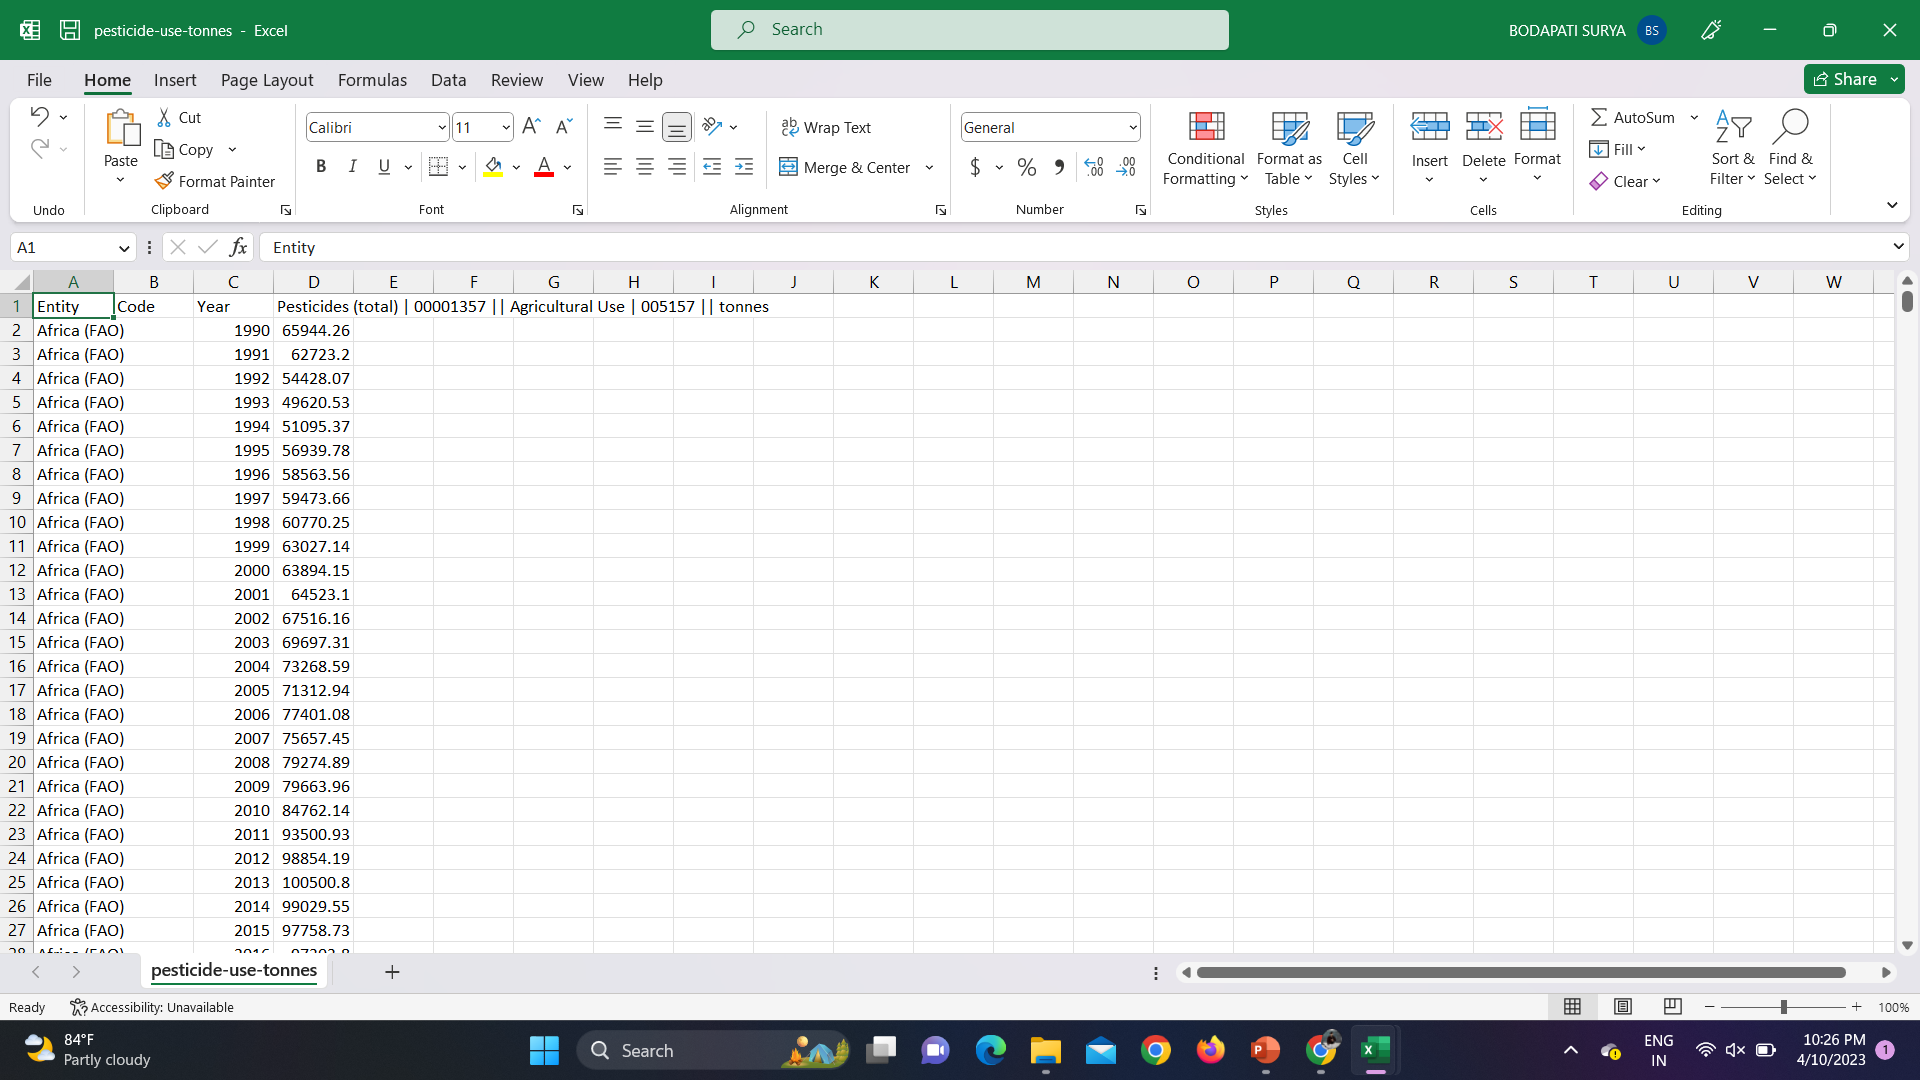 pesticide-use-tonnes - Excel
Search
BODAPATI SURYA BS
File Home Insert Page Layout Formulas Data Review View Help
Share
Paste
Cut
Copy
Format Painter
Calibri 11
B I U
Wrap Text
Merge & Center
General
$ % 
Conditional Formatting
Format as Table
Cell Styles
Insert
Delete
Format
AutoSum
Fill
Clear
Sort & Filter
Find & Select
Undo Clipboard Font Alignment Number Styles Cells Editing
A1 fx Entity
A B C D E F G H I J K L M N O P Q R S T U V W
1 Entity Code Year Pesticides (total) | 00001357 || Agricultural Use | 005157 || tonnes
2 Africa (FAO) 1990 65944.26
3 Africa (FAO) 1991 62723.2
4 Africa (FAO) 1992 54428.07
5 Africa (FAO) 1993 49620.53
6 Africa (FAO) 1994 51095.37
7 Africa (FAO) 1995 56939.78
8 Africa (FAO) 1996 58563.56
9 Africa (FAO) 1997 59473.66
10 Africa (FAO) 1998 60770.25
11 Africa (FAO) 1999 63027.14
12 Africa (FAO) 2000 63894.15
13 Africa (FAO) 2001 64523.1
14 Africa (FAO) 2002 67516.16
15 Africa (FAO) 2003 69697.31
16 Africa (FAO) 2004 73268.59
17 Africa (FAO) 2005 71312.94
18 Africa (FAO) 2006 77401.08
19 Africa (FAO) 2007 75657.45
20 Africa (FAO) 2008 79274.89
21 Africa (FAO) 2009 79663.96
22 Africa (FAO) 2010 84762.14
23 Africa (FAO) 2011 93500.93
24 Africa (FAO) 2012 98854.19
25 Africa (FAO) 2013 100500.8
26 Africa (FAO) 2014 99029.55
27 Africa (FAO) 2015 97758.73
pesticide-use-tonnes
Ready Accessibility: Unavailable 100%
84°F
Partly cloudy
Search
ENG
IN
10:26 PM
4/10/2023
1